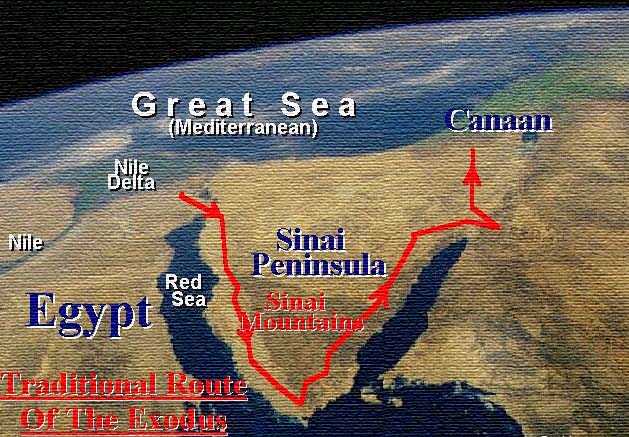 Great Sea
(Mediterranean)
Canaan
Nile
Delta
Nile
Sinai
Peninsula
Red
Sea
Sinai
Mountains
Egypt
Traditional Route
Of The Exodus